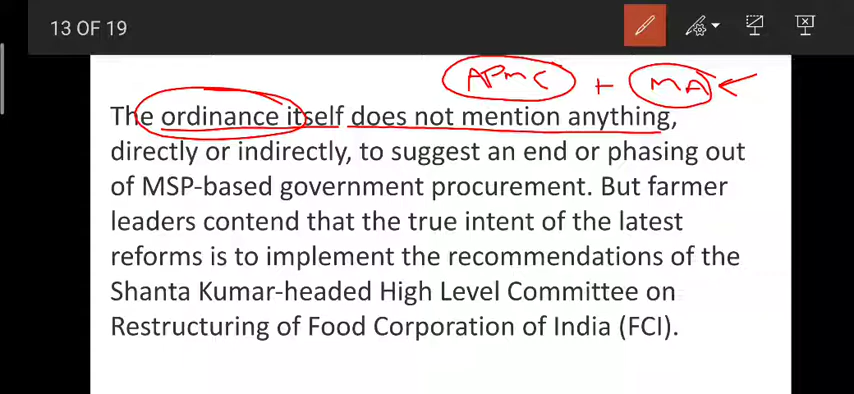 13 OF 19
APMC + MA
The ordinance itself does not mention anything,
directly or indirectly, to suggest an end or phasing out
of MSP-based government procurement. But farmer
leaders contend that the true intent of the latest
reforms is to implement the recommendations of the
Shanta Kumar-headed High Level Committee on
Restructuring of Food Corporation of India (FCI).